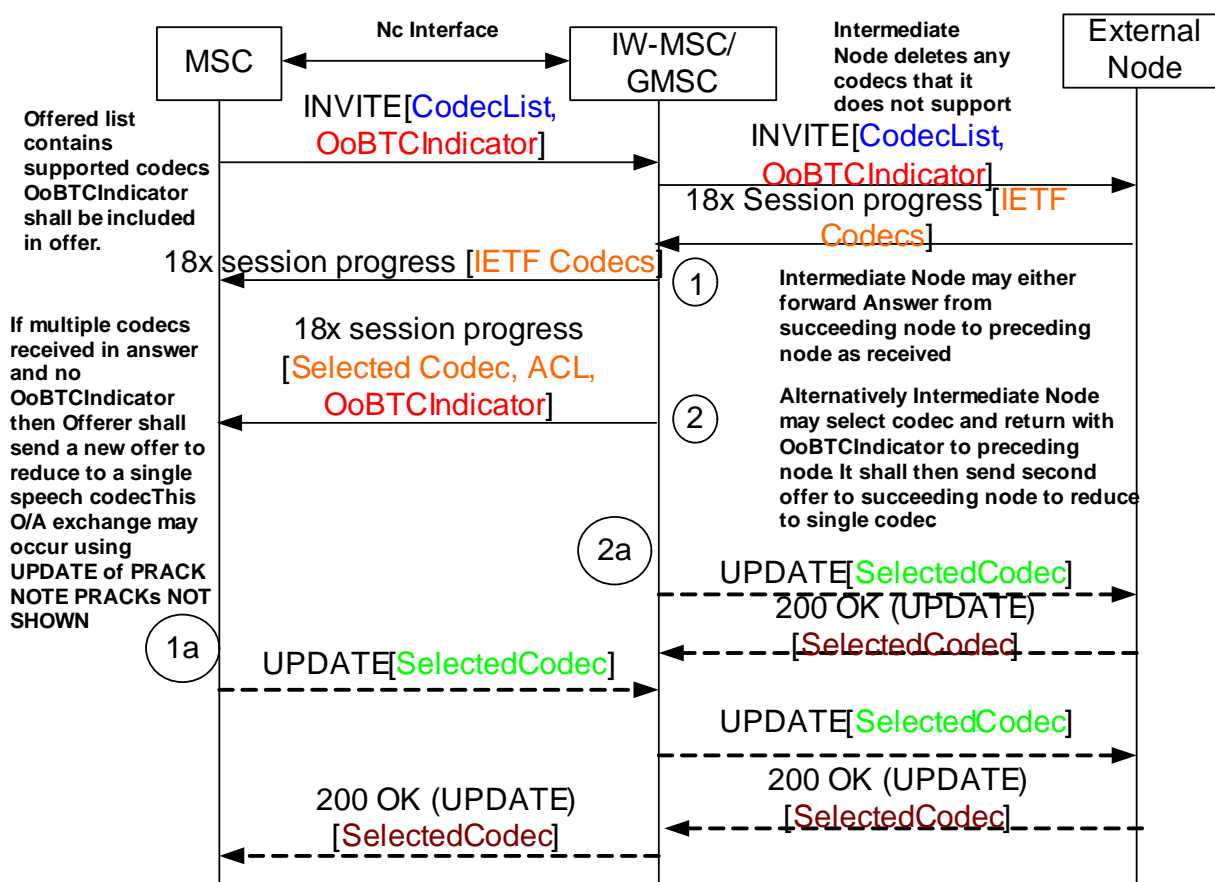 MSC
Nc Interface
IW-MSC/
GMSC
Intermediate
Node deletes any
codecs that it
does not support
External
Node
Offered list
contains
supported codecs
OoBTCIndicator
shall be included
in offer.
INVITE[CodecList,
OoBTCIndicator]
INVITE[CodecList,
OoBTCIndicator]
18x Session progress [IETF
Codecs]
18x session progress [IETF Codecs]
1
Intermediate Node may either
forward Answer from
succeeding node to preceding
node as received
If multiple codecs
received in answer
and no
OoBTCIndicator
then Offerer shall
send a new offer to
reduce to a single
speech codecThis
O/A exchange may
occur using
UPDATE of PRACK
NOTE PRACKs NOT
SHOWN
18x session progress
[Selected Codec, ACL,
OoBTCIndicator]
2
Alternatively Intermediate Node
may select codec and return with
OoBTCIndicator to preceding
node. It shall then send second
offer to succeeding node to reduce
to single codec
2a
UPDATE[SelectedCodec]
200 OK (UPDATE)
[SelectedCodec]
1a
UPDATE[SelectedCodec]
UPDATE[SelectedCodec]
200 OK (UPDATE)
[SelectedCodec]
200 OK (UPDATE)
[SelectedCodec]